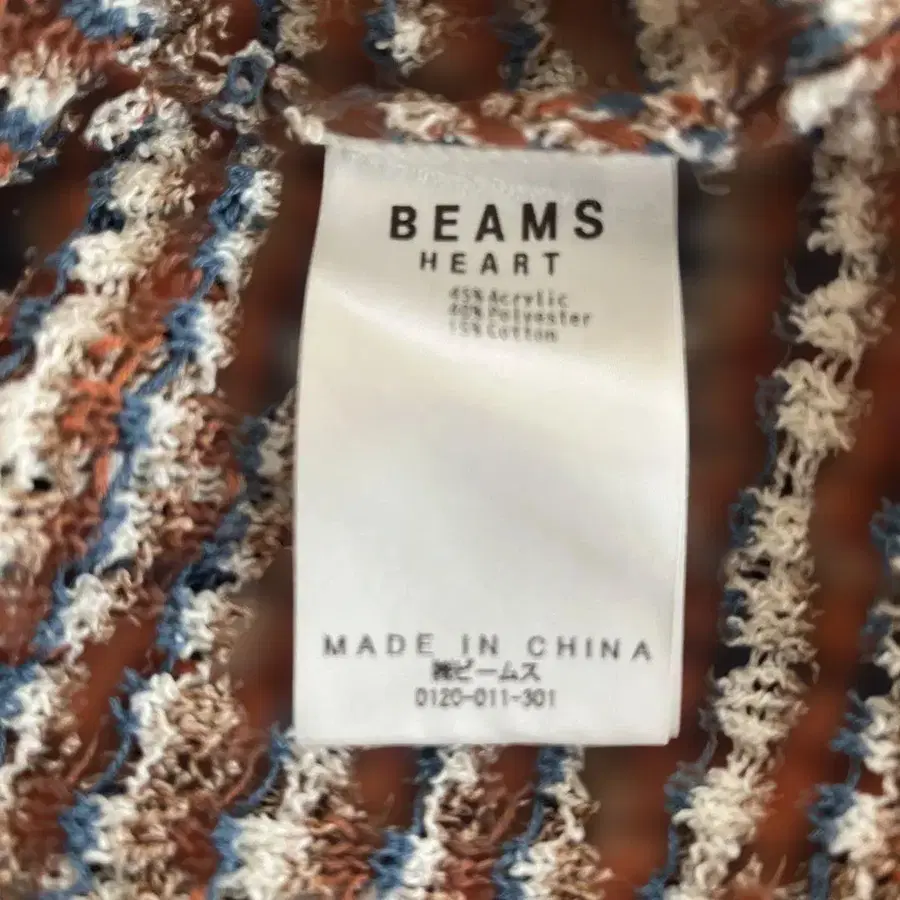 BEAMS
HEART
45% Acrylic
40% Polyester
15% Cotton
MADE IN CHINA
㈱ビームス
0120-011-301